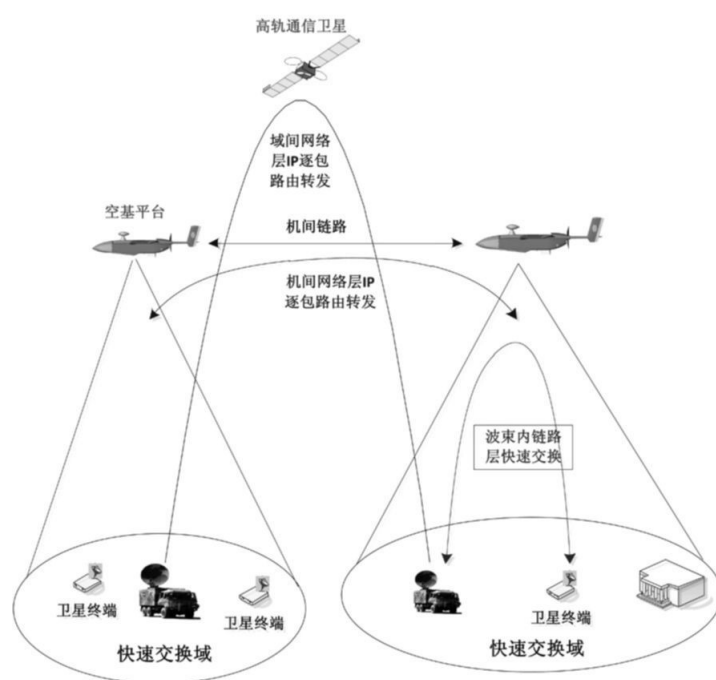 高轨通信卫星
域间网络
层IP逐包
路由转发
空基平台
机间链路
机间网络层IP
逐包路由转发
波束内链路
层快速交换
卫星终端
卫星终端
快速交换域
卫星终端
快速交换域